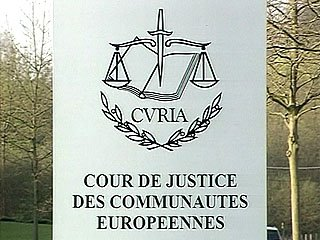 CVRIA
COUR DE JUSTICE
DES COMMUNAUTES
EUROPEENNES